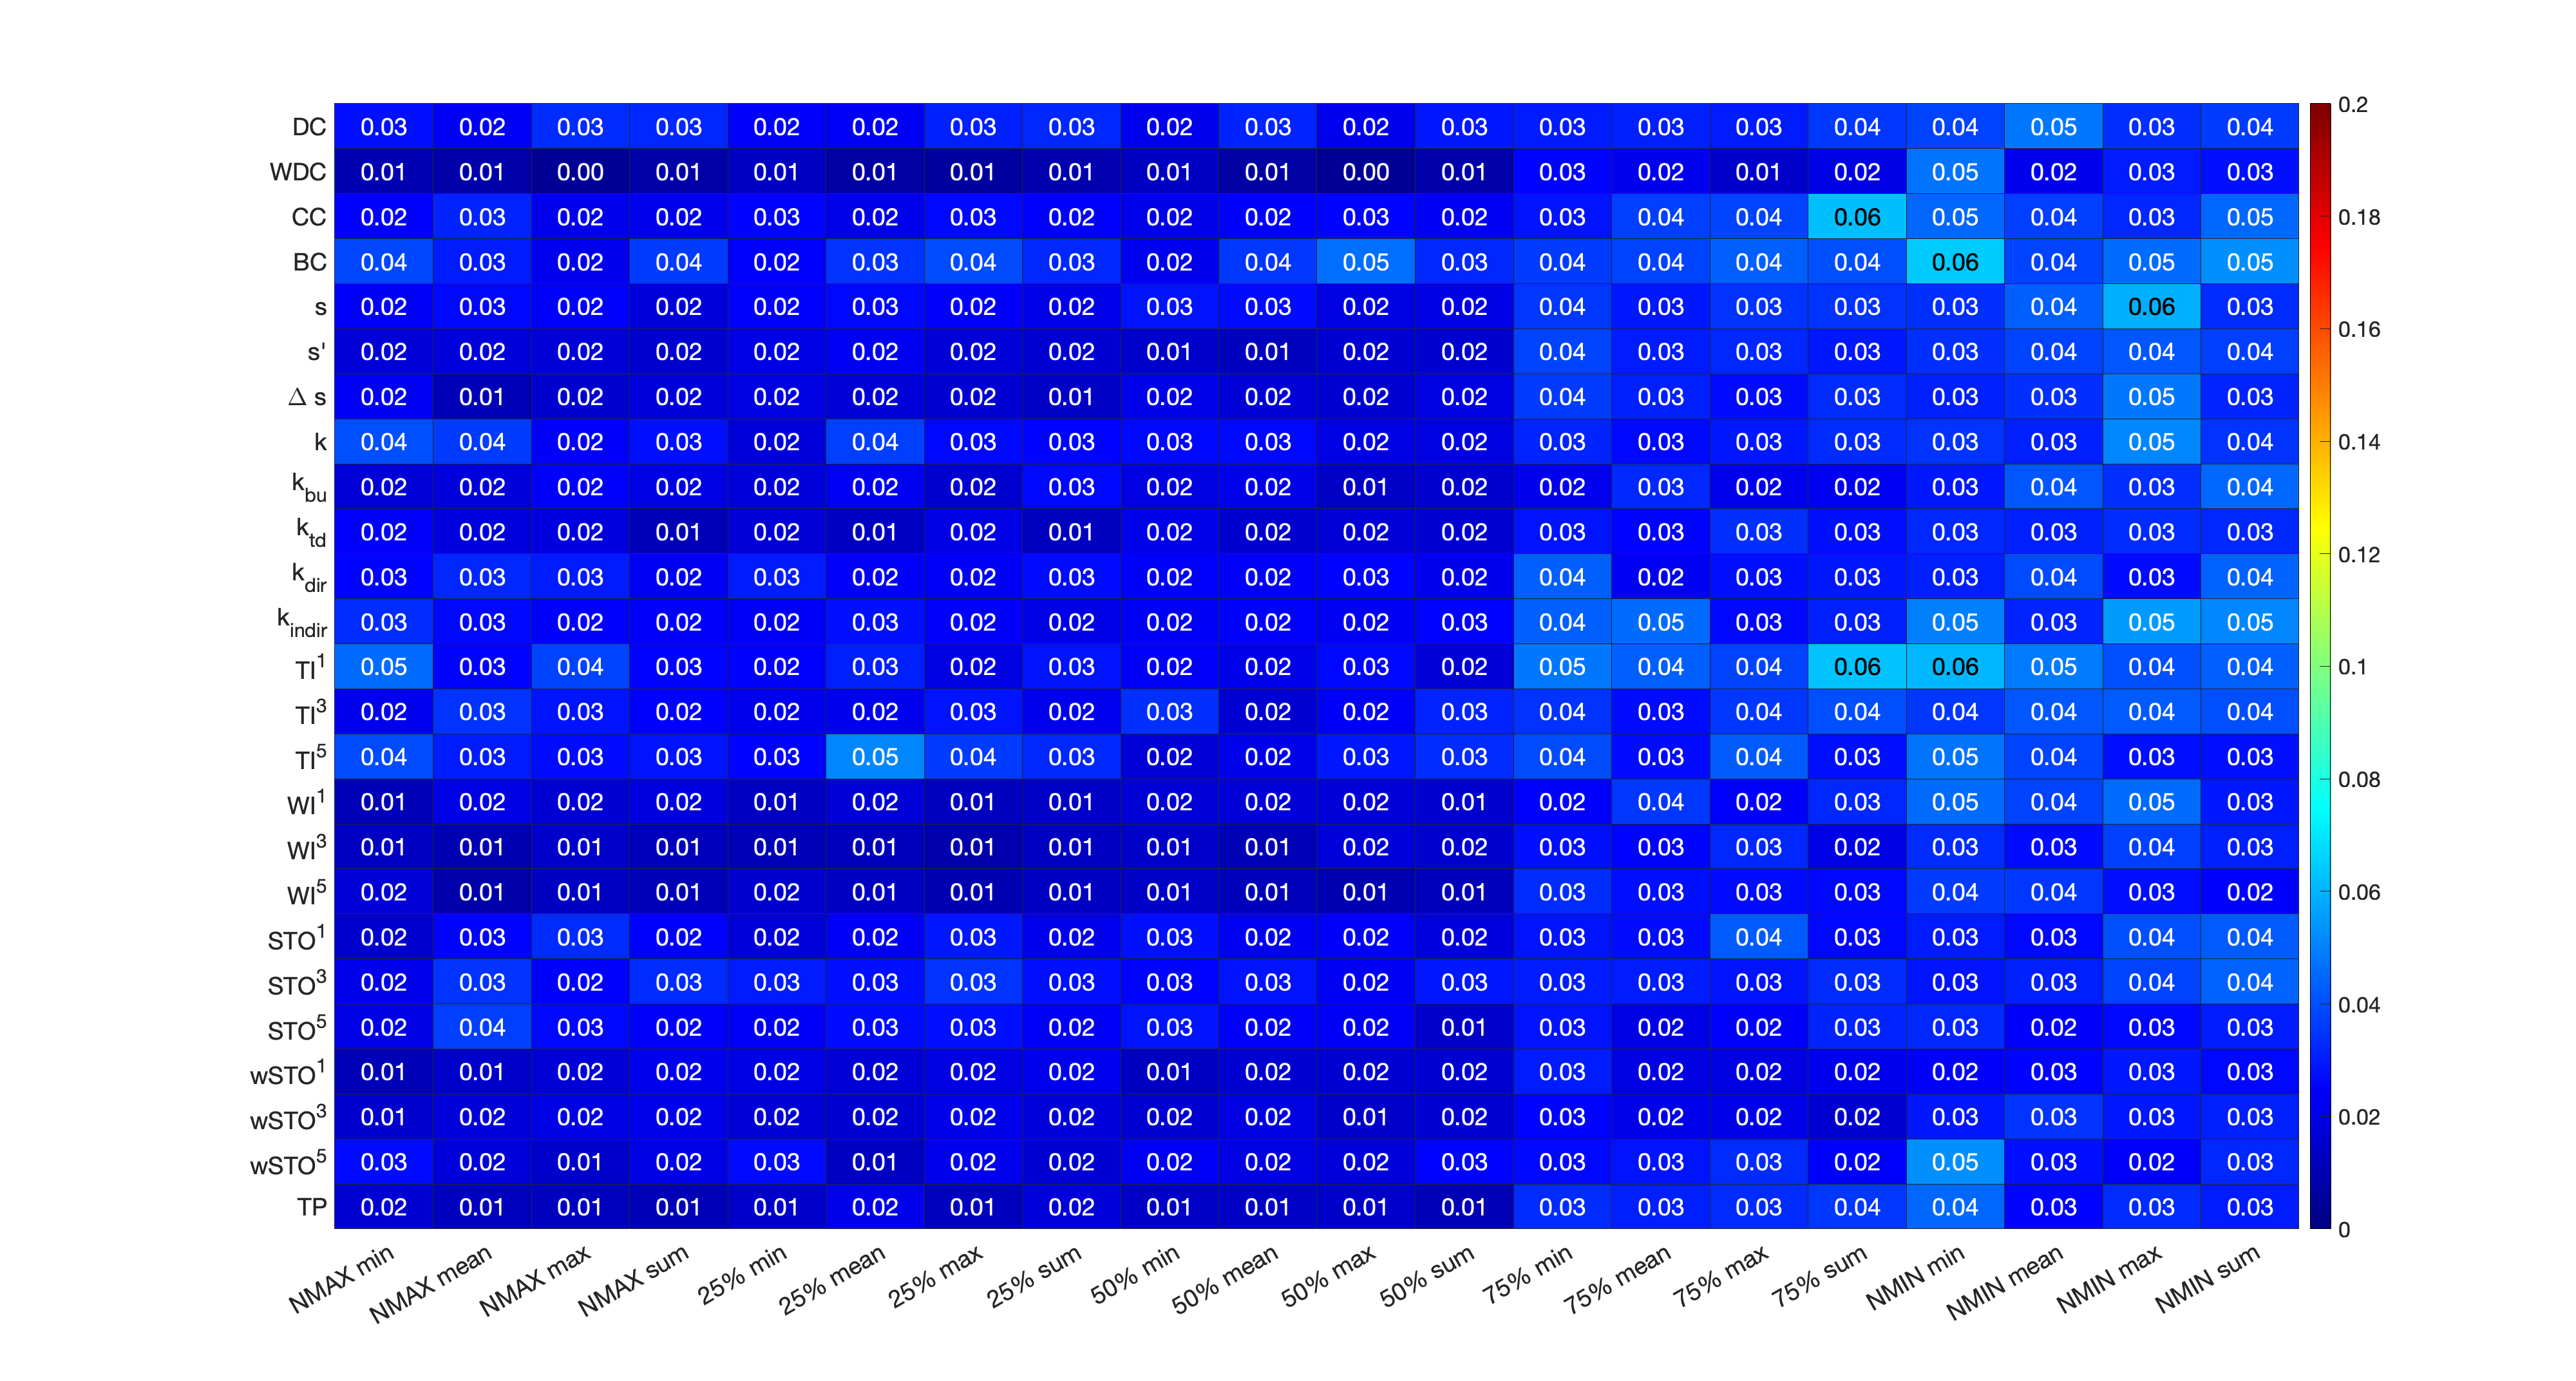 DC 0.03 0.02 0.03 0.03 0.02 0.02 0.03 0.03 0.02 0.03 0.02 0.03 0.03 0.03 0.03 0.04 0.04 0.05 0.03 0.04
WDC 0.01 0.01 0.00 0.01 0.01 0.01 0.01 0.01 0.01 0.01 0.00 0.01 0.03 0.02 0.01 0.02 0.05 0.02 0.03 0.03
CC 0.02 0.03 0.02 0.02 0.03 0.02 0.03 0.02 0.02 0.02 0.03 0.02 0.03 0.04 0.04 0.06 0.05 0.04 0.03 0.05
BC 0.04 0.03 0.02 0.04 0.02 0.03 0.04 0.03 0.02 0.04 0.05 0.03 0.04 0.04 0.04 0.04 0.06 0.04 0.05 0.05
s 0.02 0.03 0.02 0.02 0.02 0.03 0.02 0.02 0.03 0.03 0.02 0.02 0.04 0.03 0.03 0.03 0.03 0.04 0.06 0.03
s' 0.02 0.02 0.02 0.02 0.02 0.02 0.02 0.02 0.01 0.01 0.02 0.02 0.04 0.03 0.03 0.03 0.03 0.04 0.04 0.04
Δ s 0.02 0.01 0.02 0.02 0.02 0.02 0.02 0.01 0.02 0.02 0.02 0.02 0.04 0.03 0.03 0.03 0.03 0.03 0.05 0.03
k 0.04 0.04 0.02 0.03 0.02 0.04 0.03 0.03 0.03 0.03 0.02 0.02 0.03 0.03 0.03 0.03 0.03 0.03 0.05 0.04
k_bu 0.02 0.02 0.02 0.02 0.02 0.02 0.02 0.03 0.02 0.02 0.01 0.02 0.02 0.03 0.02 0.02 0.03 0.04 0.03 0.04
k_td 0.02 0.02 0.02 0.01 0.02 0.01 0.02 0.01 0.02 0.02 0.02 0.02 0.03 0.03 0.03 0.03 0.03 0.03 0.03 0.03
k_dir 0.03 0.03 0.03 0.02 0.03 0.02 0.02 0.03 0.02 0.02 0.03 0.02 0.04 0.02 0.03 0.03 0.03 0.04 0.03 0.04
k_indir 0.03 0.03 0.02 0.02 0.02 0.03 0.02 0.02 0.02 0.02 0.02 0.03 0.04 0.05 0.03 0.03 0.05 0.03 0.05 0.05
TI^1 0.05 0.03 0.04 0.03 0.02 0.03 0.02 0.03 0.02 0.02 0.03 0.02 0.05 0.04 0.04 0.06 0.06 0.05 0.04 0.04
TI^3 0.02 0.03 0.03 0.02 0.02 0.02 0.03 0.02 0.03 0.02 0.02 0.03 0.04 0.03 0.04 0.04 0.04 0.04 0.04 0.04
TI^5 0.04 0.03 0.03 0.03 0.03 0.05 0.04 0.03 0.02 0.02 0.03 0.03 0.04 0.03 0.04 0.03 0.05 0.04 0.03 0.03
WI^1 0.01 0.02 0.02 0.02 0.01 0.02 0.01 0.01 0.02 0.02 0.02 0.01 0.02 0.04 0.02 0.03 0.05 0.04 0.05 0.03
WI^3 0.01 0.01 0.01 0.01 0.01 0.01 0.01 0.01 0.01 0.01 0.02 0.02 0.03 0.03 0.03 0.02 0.03 0.03 0.04 0.03
WI^5 0.02 0.01 0.01 0.01 0.02 0.01 0.01 0.01 0.01 0.01 0.01 0.01 0.03 0.03 0.03 0.03 0.04 0.04 0.03 0.02
STO^1 0.02 0.03 0.03 0.02 0.02 0.02 0.03 0.02 0.03 0.02 0.02 0.02 0.03 0.03 0.04 0.03 0.03 0.03 0.04 0.04
STO^3 0.02 0.03 0.02 0.03 0.03 0.03 0.03 0.03 0.03 0.03 0.02 0.03 0.03 0.03 0.03 0.03 0.03 0.03 0.04 0.04
STO^5 0.02 0.04 0.03 0.02 0.02 0.03 0.03 0.02 0.03 0.02 0.02 0.01 0.03 0.02 0.02 0.03 0.03 0.02 0.03 0.03
wSTO^1 0.01 0.01 0.02 0.02 0.02 0.02 0.02 0.02 0.01 0.02 0.02 0.02 0.03 0.02 0.02 0.02 0.02 0.03 0.03 0.03
wSTO^3 0.01 0.02 0.02 0.02 0.02 0.02 0.02 0.02 0.02 0.02 0.01 0.02 0.03 0.02 0.02 0.02 0.03 0.03 0.03 0.03
wSTO^5 0.03 0.02 0.01 0.02 0.03 0.01 0.02 0.02 0.02 0.02 0.02 0.03 0.03 0.03 0.03 0.02 0.05 0.03 0.02 0.03
TP 0.02 0.01 0.01 0.01 0.01 0.02 0.01 0.02 0.01 0.01 0.01 0.01 0.03 0.03 0.03 0.04 0.04 0.03 0.03 0.03
NMAX min
NMAX mean
NMAX max
NMAX sum
25% min
25% mean
25% max
25% sum
50% min
50% mean
50% max
50% sum
75% min
75% mean
75% max
75% sum
NMIN min
NMIN mean
NMIN max
NMIN sum
0.2
0.18
0.16
0.14
0.12
0.1
0.08
0.06
0.04
0.02
0